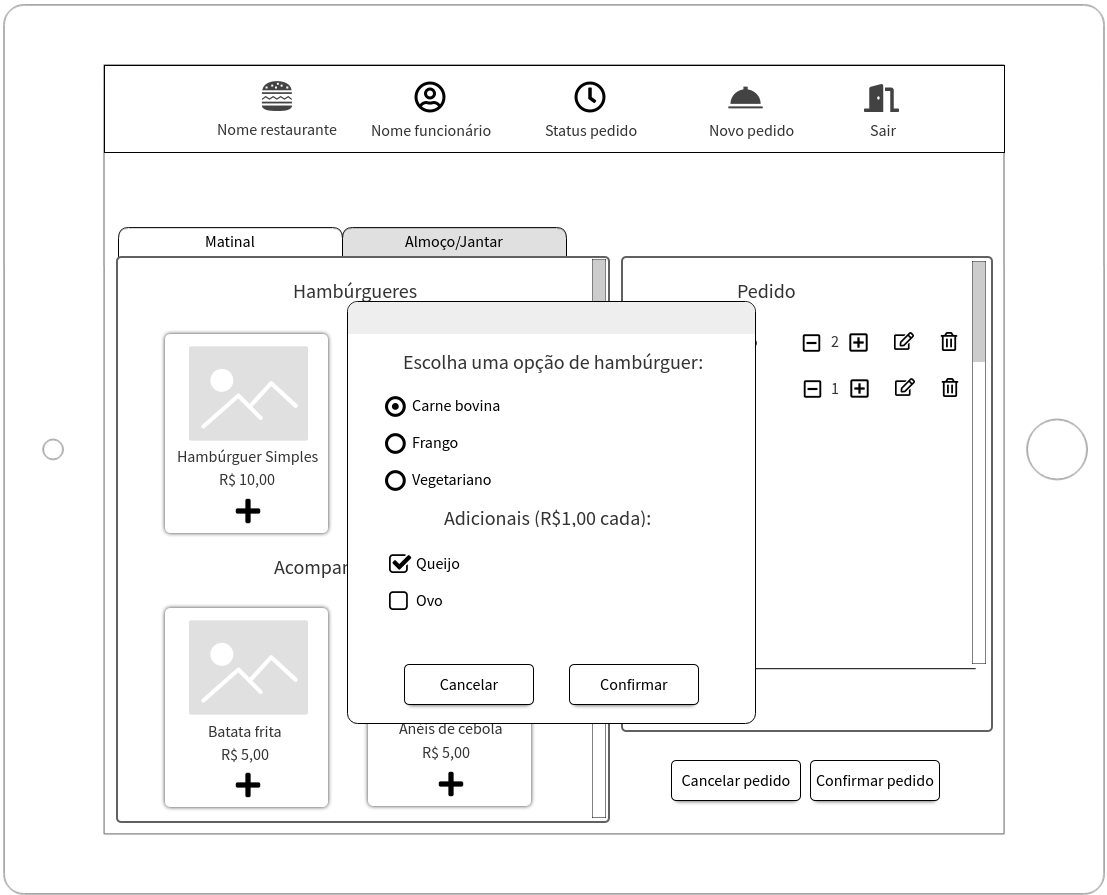 Nome restaurante
Nome funcionário
Status pedido
Novo pedido
Sair
Matinal
Almoço/Jantar
Hambúrgueres
Hambúrguer Simples
R$ 10,00
Batata frita
R$ 5,00
Anéis de cebola
R$ 5,00
Pedido
2
1
Escolha uma opção de hambúrguer:
Carne bovina
Frango
Vegetariano
Adicionais (R$1,00 cada):
Queijo
Ovo
Cancelar
Confirmar
Cancelar pedido
Confirmar pedido